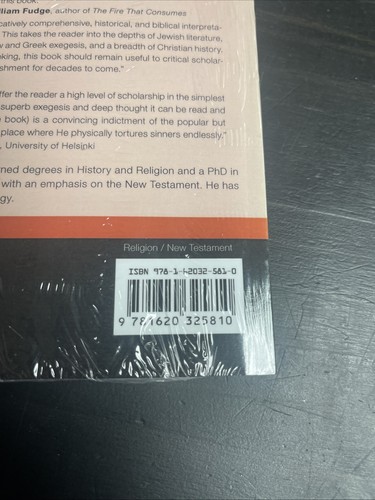 this book."
lliam Fudge, author of The Fire That Consumes
catively comprehensive, historical, and biblical interpreta-
This takes the reader into the depths of Jewish literature,
w and Greek exegesis, and a breadth of Christian history.
king, this book should remain useful to critical scholar-
shment for decades to come."
ffer the reader a high level of scholarship in the simplest
superb exegesis and deep thought it can be read and
book) is a convincing indictment of the popular but
place where He physically tortures sinners endlessly."
, University of Helsinki
ned degrees in History and Religion and a PhD in
with an emphasis on the New Testament. He has
gy.
Religion / New Testament
ISBN 978-1-62032-581-0
9 781620 325810